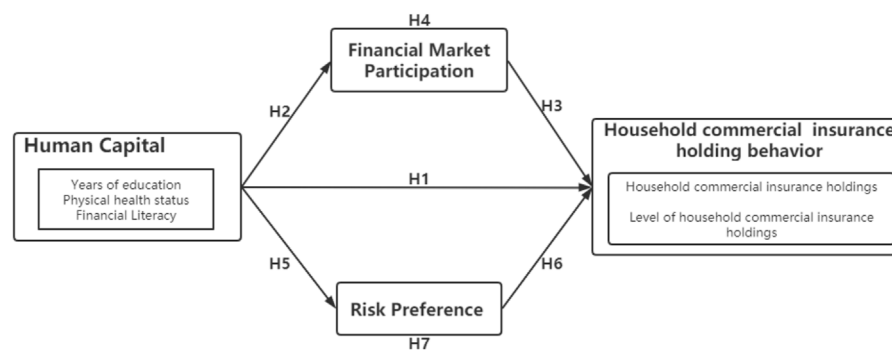 H4
Financial Market
Participation
H2
H3
Human Capital
Years of education
Physical health status
Financial Literacy
H1
Household commercial insurance
holding behavior
Household commercial insurance holdings
Level of household commercial insurance
holdings
H5
H6
Risk Preference
H7